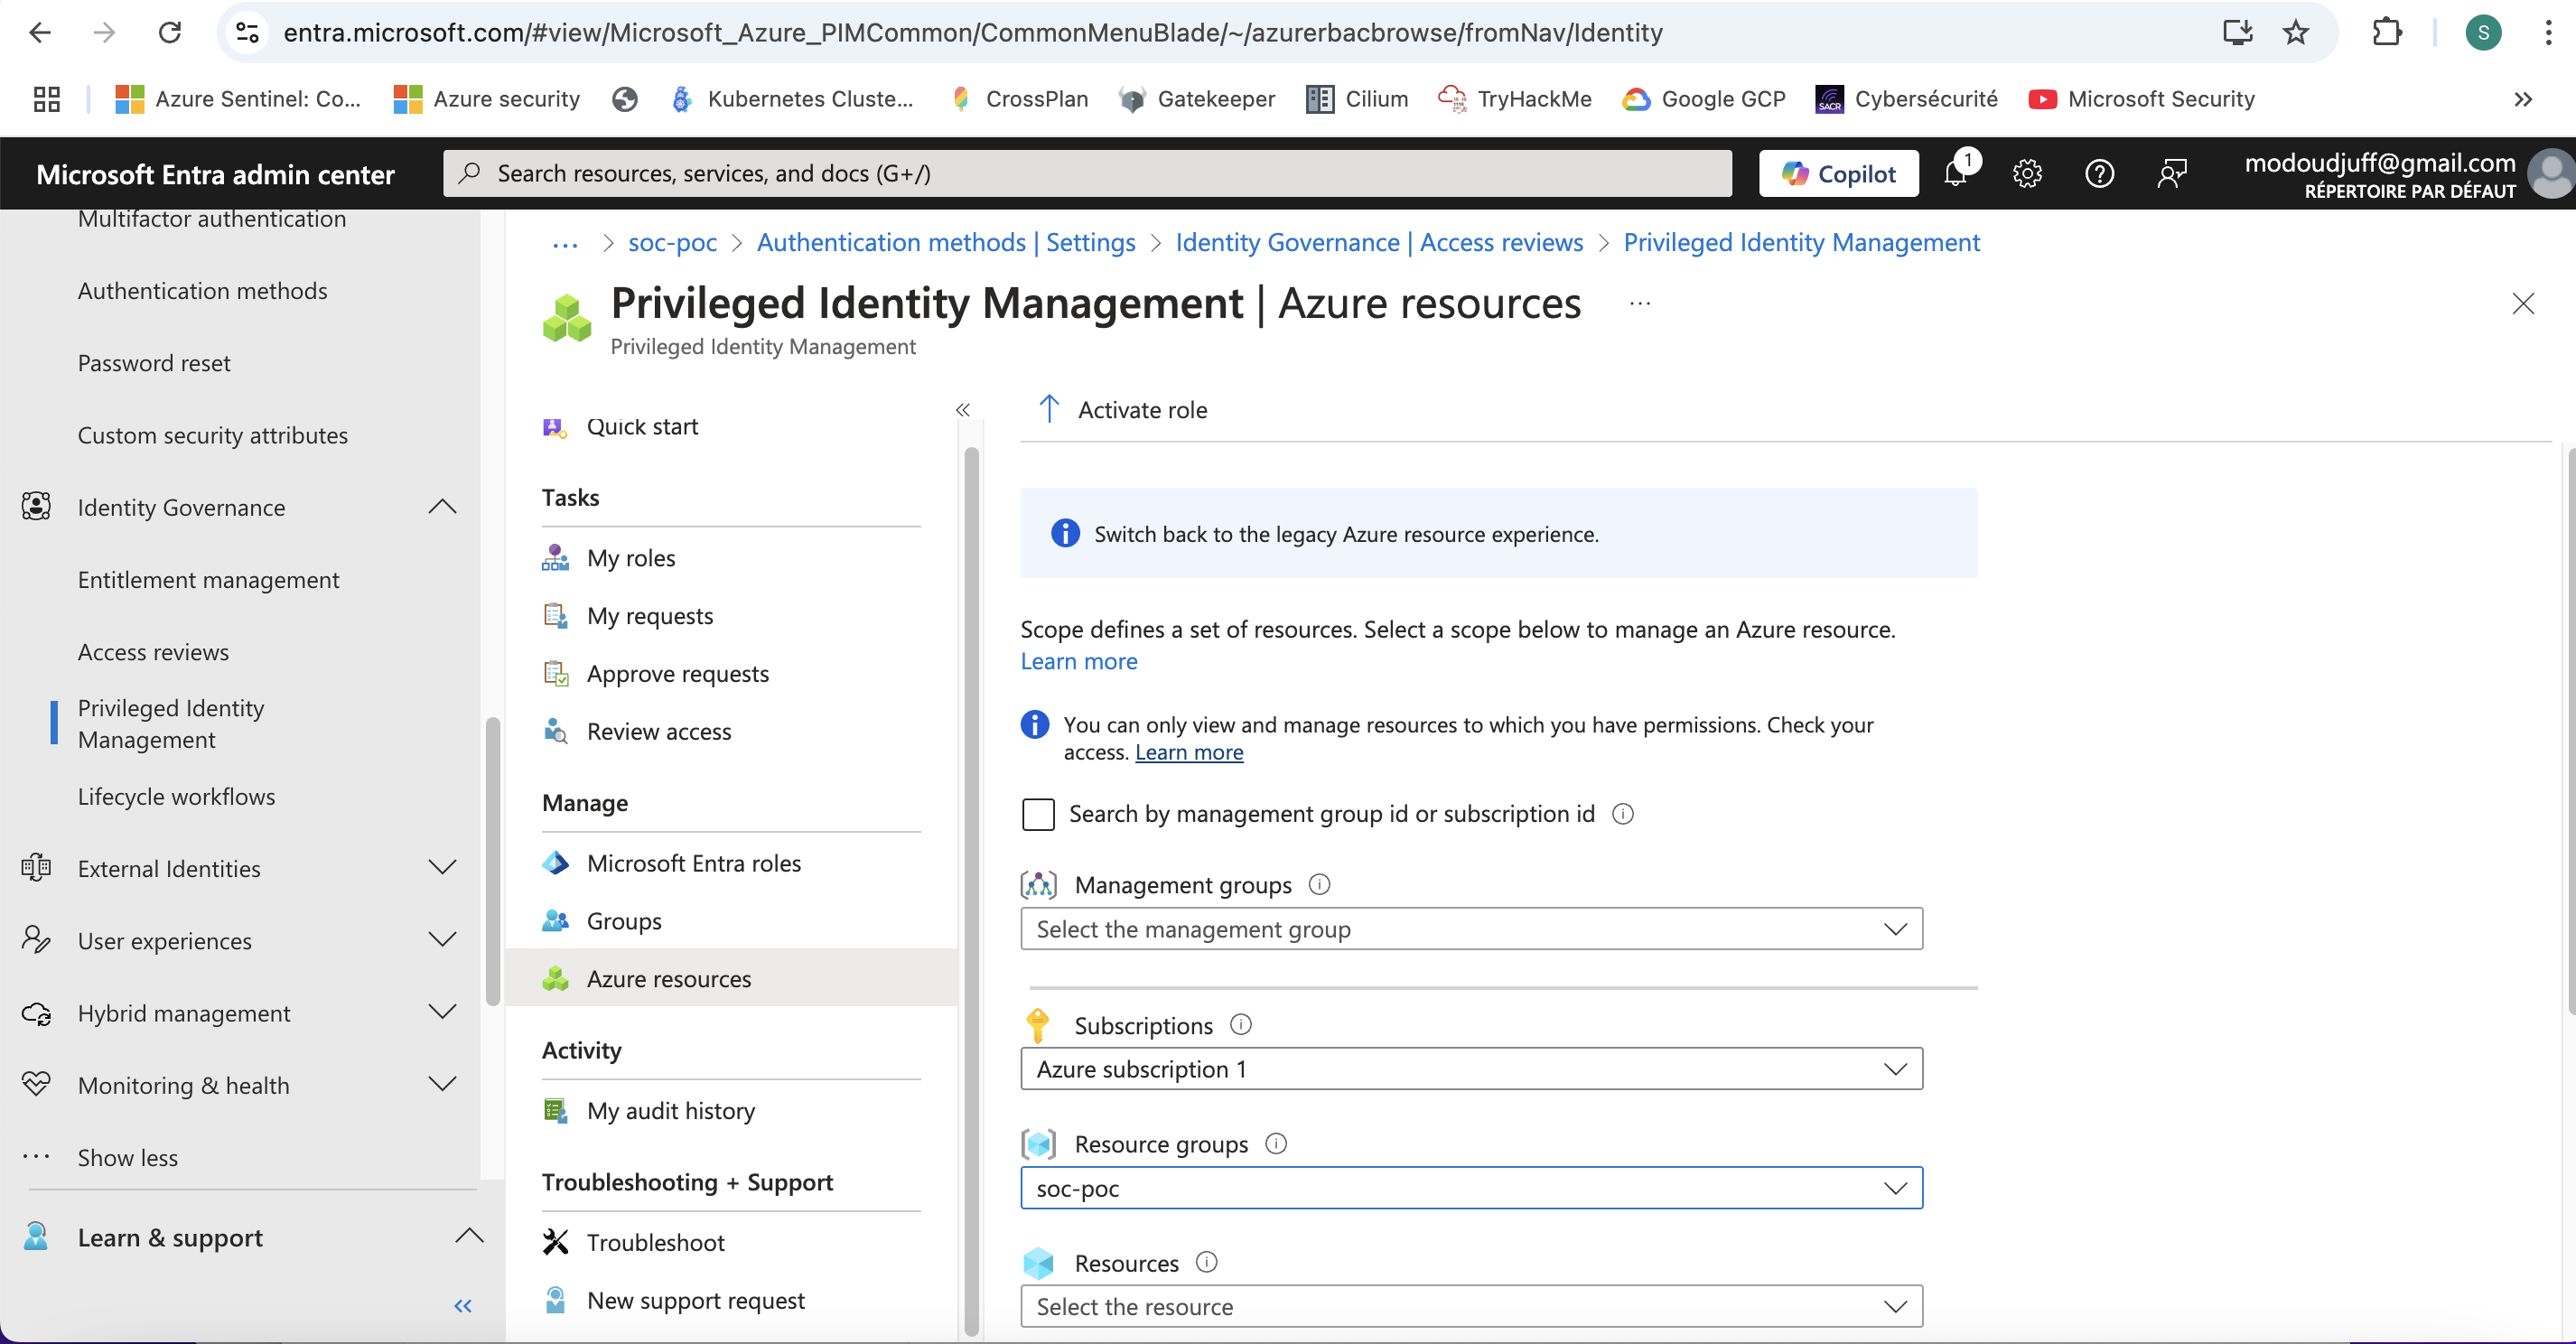 entra.microsoft.com/#view/Microsoft_Azure_PIMCommon/CommonMenuBlade/~/azurerbacbrowse/fromNav/Identity
S
Azure Sentinel: Co...
Azure security
Kubernetes Cluste...
CrossPlan
Gatekeeper
Cilium
TryHackMe
Google GCP
SACR
Cybersécurité
Microsoft Security
Microsoft Entra admin center
Search resources, services, and docs (G+/)
Copilot
1
modoudjuff@gmail.com
RÉPERTOIRE PAR DÉFAUT
Multifactor authentication
Authentication methods
Password reset
Custom security attributes
Identity Governance
Entitlement management
Access reviews
Privileged Identity
Management
Lifecycle workflows
External Identities
User experiences
Hybrid management
Monitoring & health
Show less
Learn & support
... > soc-poc > Authentication methods | Settings > Identity Governance | Access reviews > Privileged Identity Management
Privileged Identity Management | Azure resources ...
Privileged Identity Management
Quick start
Tasks
My roles
My requests
Approve requests
Review access
Manage
Microsoft Entra roles
Groups
Azure resources
Activity
My audit history
Troubleshooting + Support
Troubleshoot
New support request
Activate role
Switch back to the legacy Azure resource experience.
Scope defines a set of resources. Select a scope below to manage an Azure resource.
Learn more
You can only view and manage resources to which you have permissions. Check your
access. Learn more
Search by management group id or subscription id
Management groups
Select the management group
Subscriptions
Azure subscription 1
Resource groups
soc-poc
Resources
Select the resource